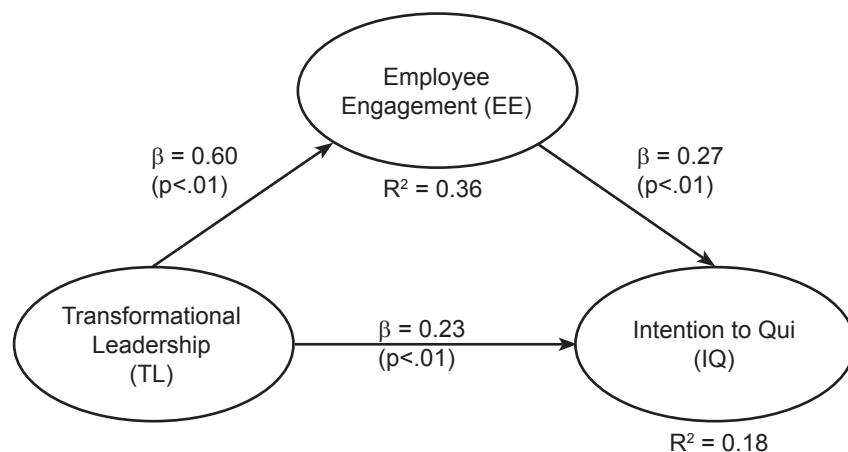 Employee
Engagement (EE)
β = 0.60
(p<.01)
β = 0.27
(p<.01)
R² = 0.36
Transformational
Leadership
(TL)
β = 0.23
(p<.01)
Intention to Qui
(IQ)
R² = 0.18